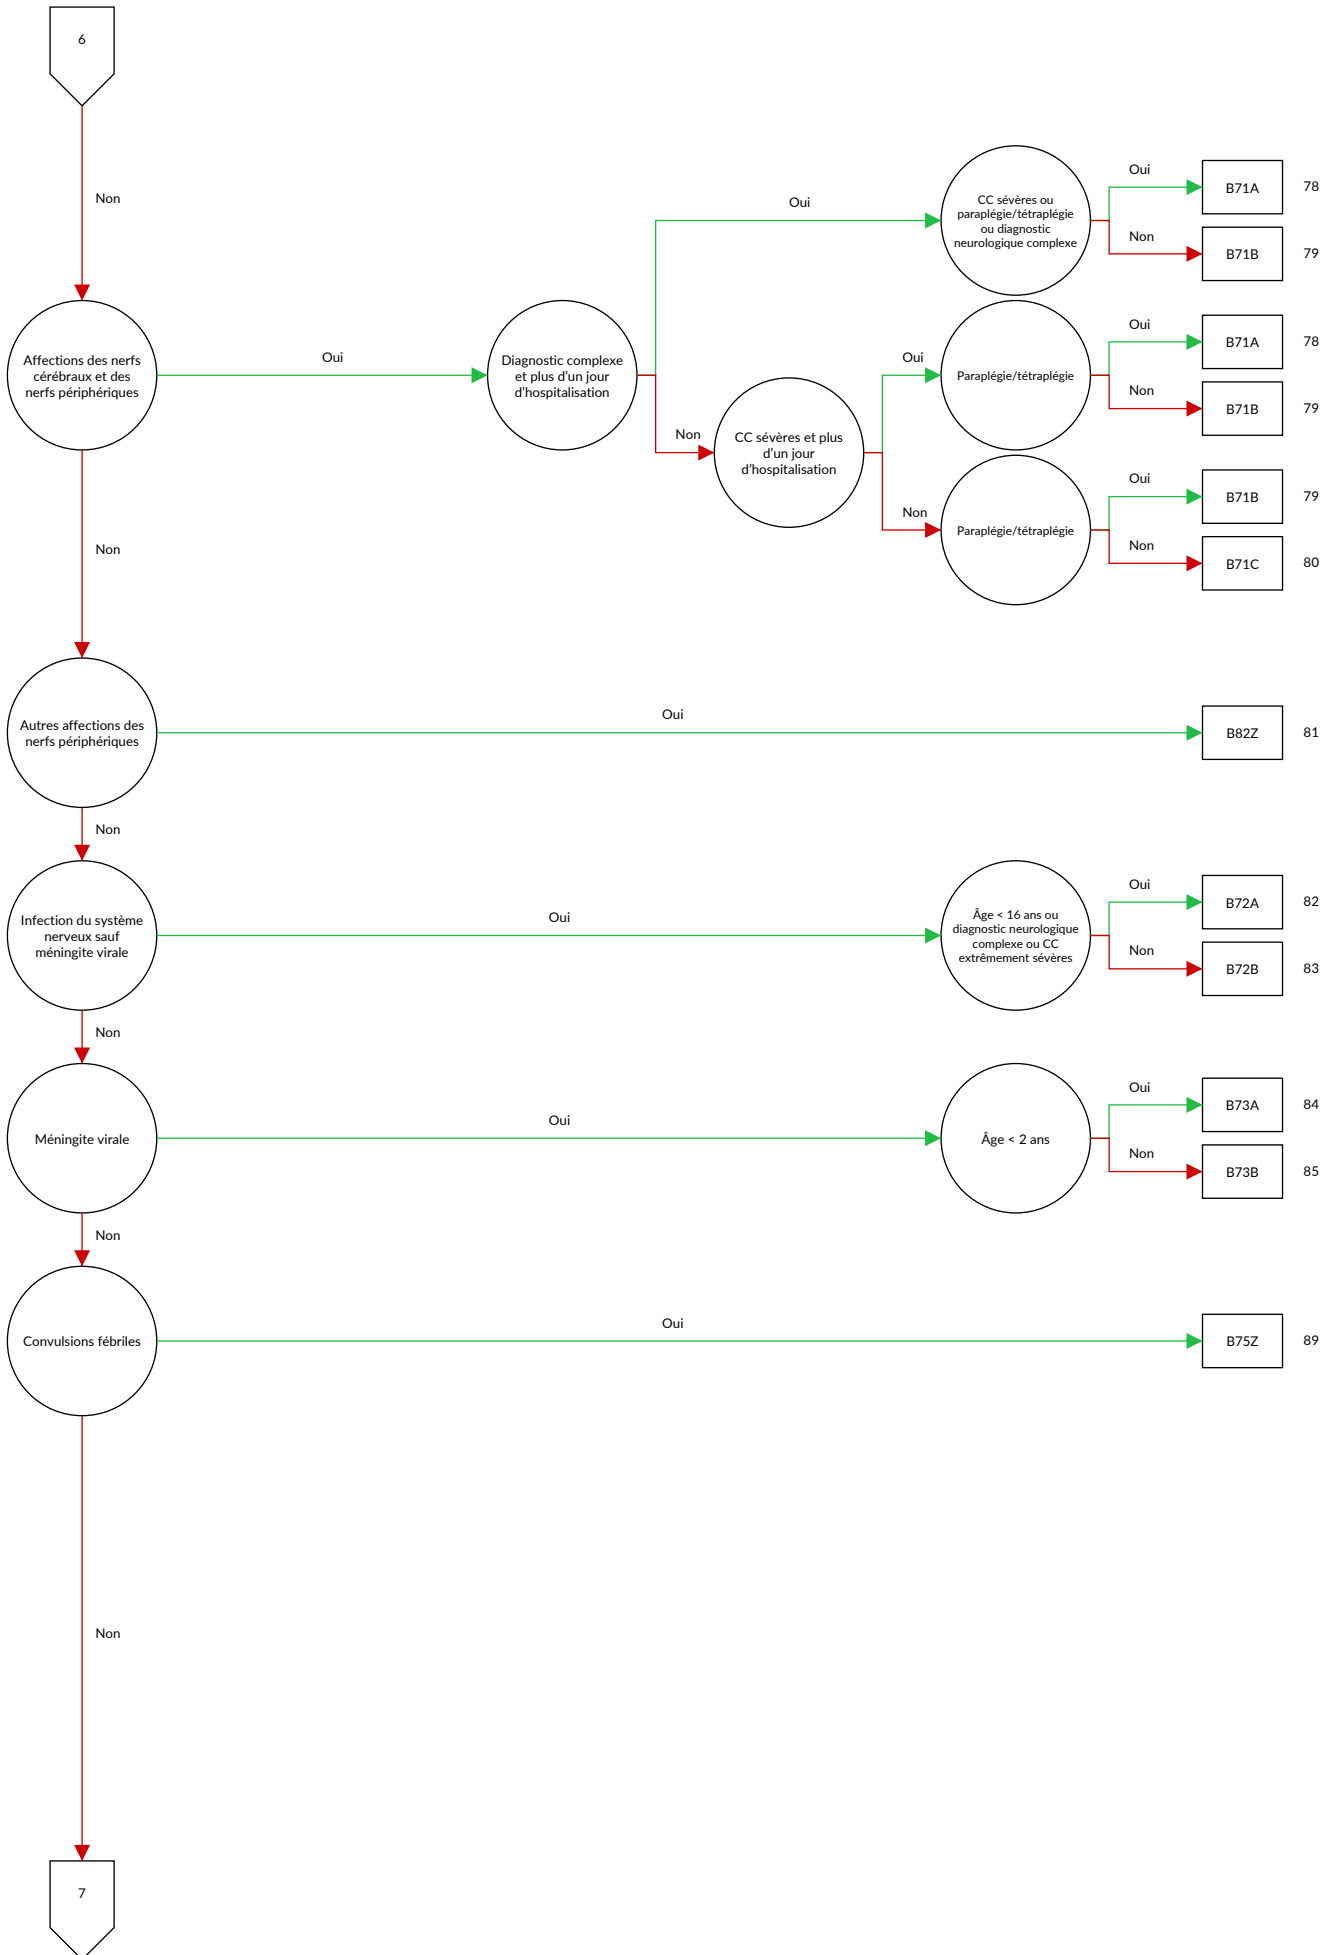 6
Non
Oui
CC sévères ou
paraplégie/tétraplégie
ou diagnostic
neurologique complexe
Oui
B71A
78
Non
B71B
79
Affections des nerfs
cérébraux et des
nerfs périphériques
Oui
Diagnostic complexe
et plus d'un jour
d'hospitalisation
Non
CC sévères et plus
d'un jour
d'hospitalisation
Oui
Paraplégie/tétraplégie
Oui
B71A
78
Non
B71B
79
Non
Paraplégie/tétraplégie
Oui
B71B
79
Non
B71C
80
Non
Autres affections des
nerfs périphériques
Oui
B82Z
81
Non
Infection du système
nerveux sauf
méningite virale
Oui
Âge < 16 ans ou
diagnostic neurologique
complexe ou CC
extrêmement sévères
Oui
B72A
82
Non
B72B
83
Non
Méningite virale
Oui
Âge < 2 ans
Oui
B73A
84
Non
B73B
85
Non
Convulsions fébriles
Oui
B75Z
89
Non
7